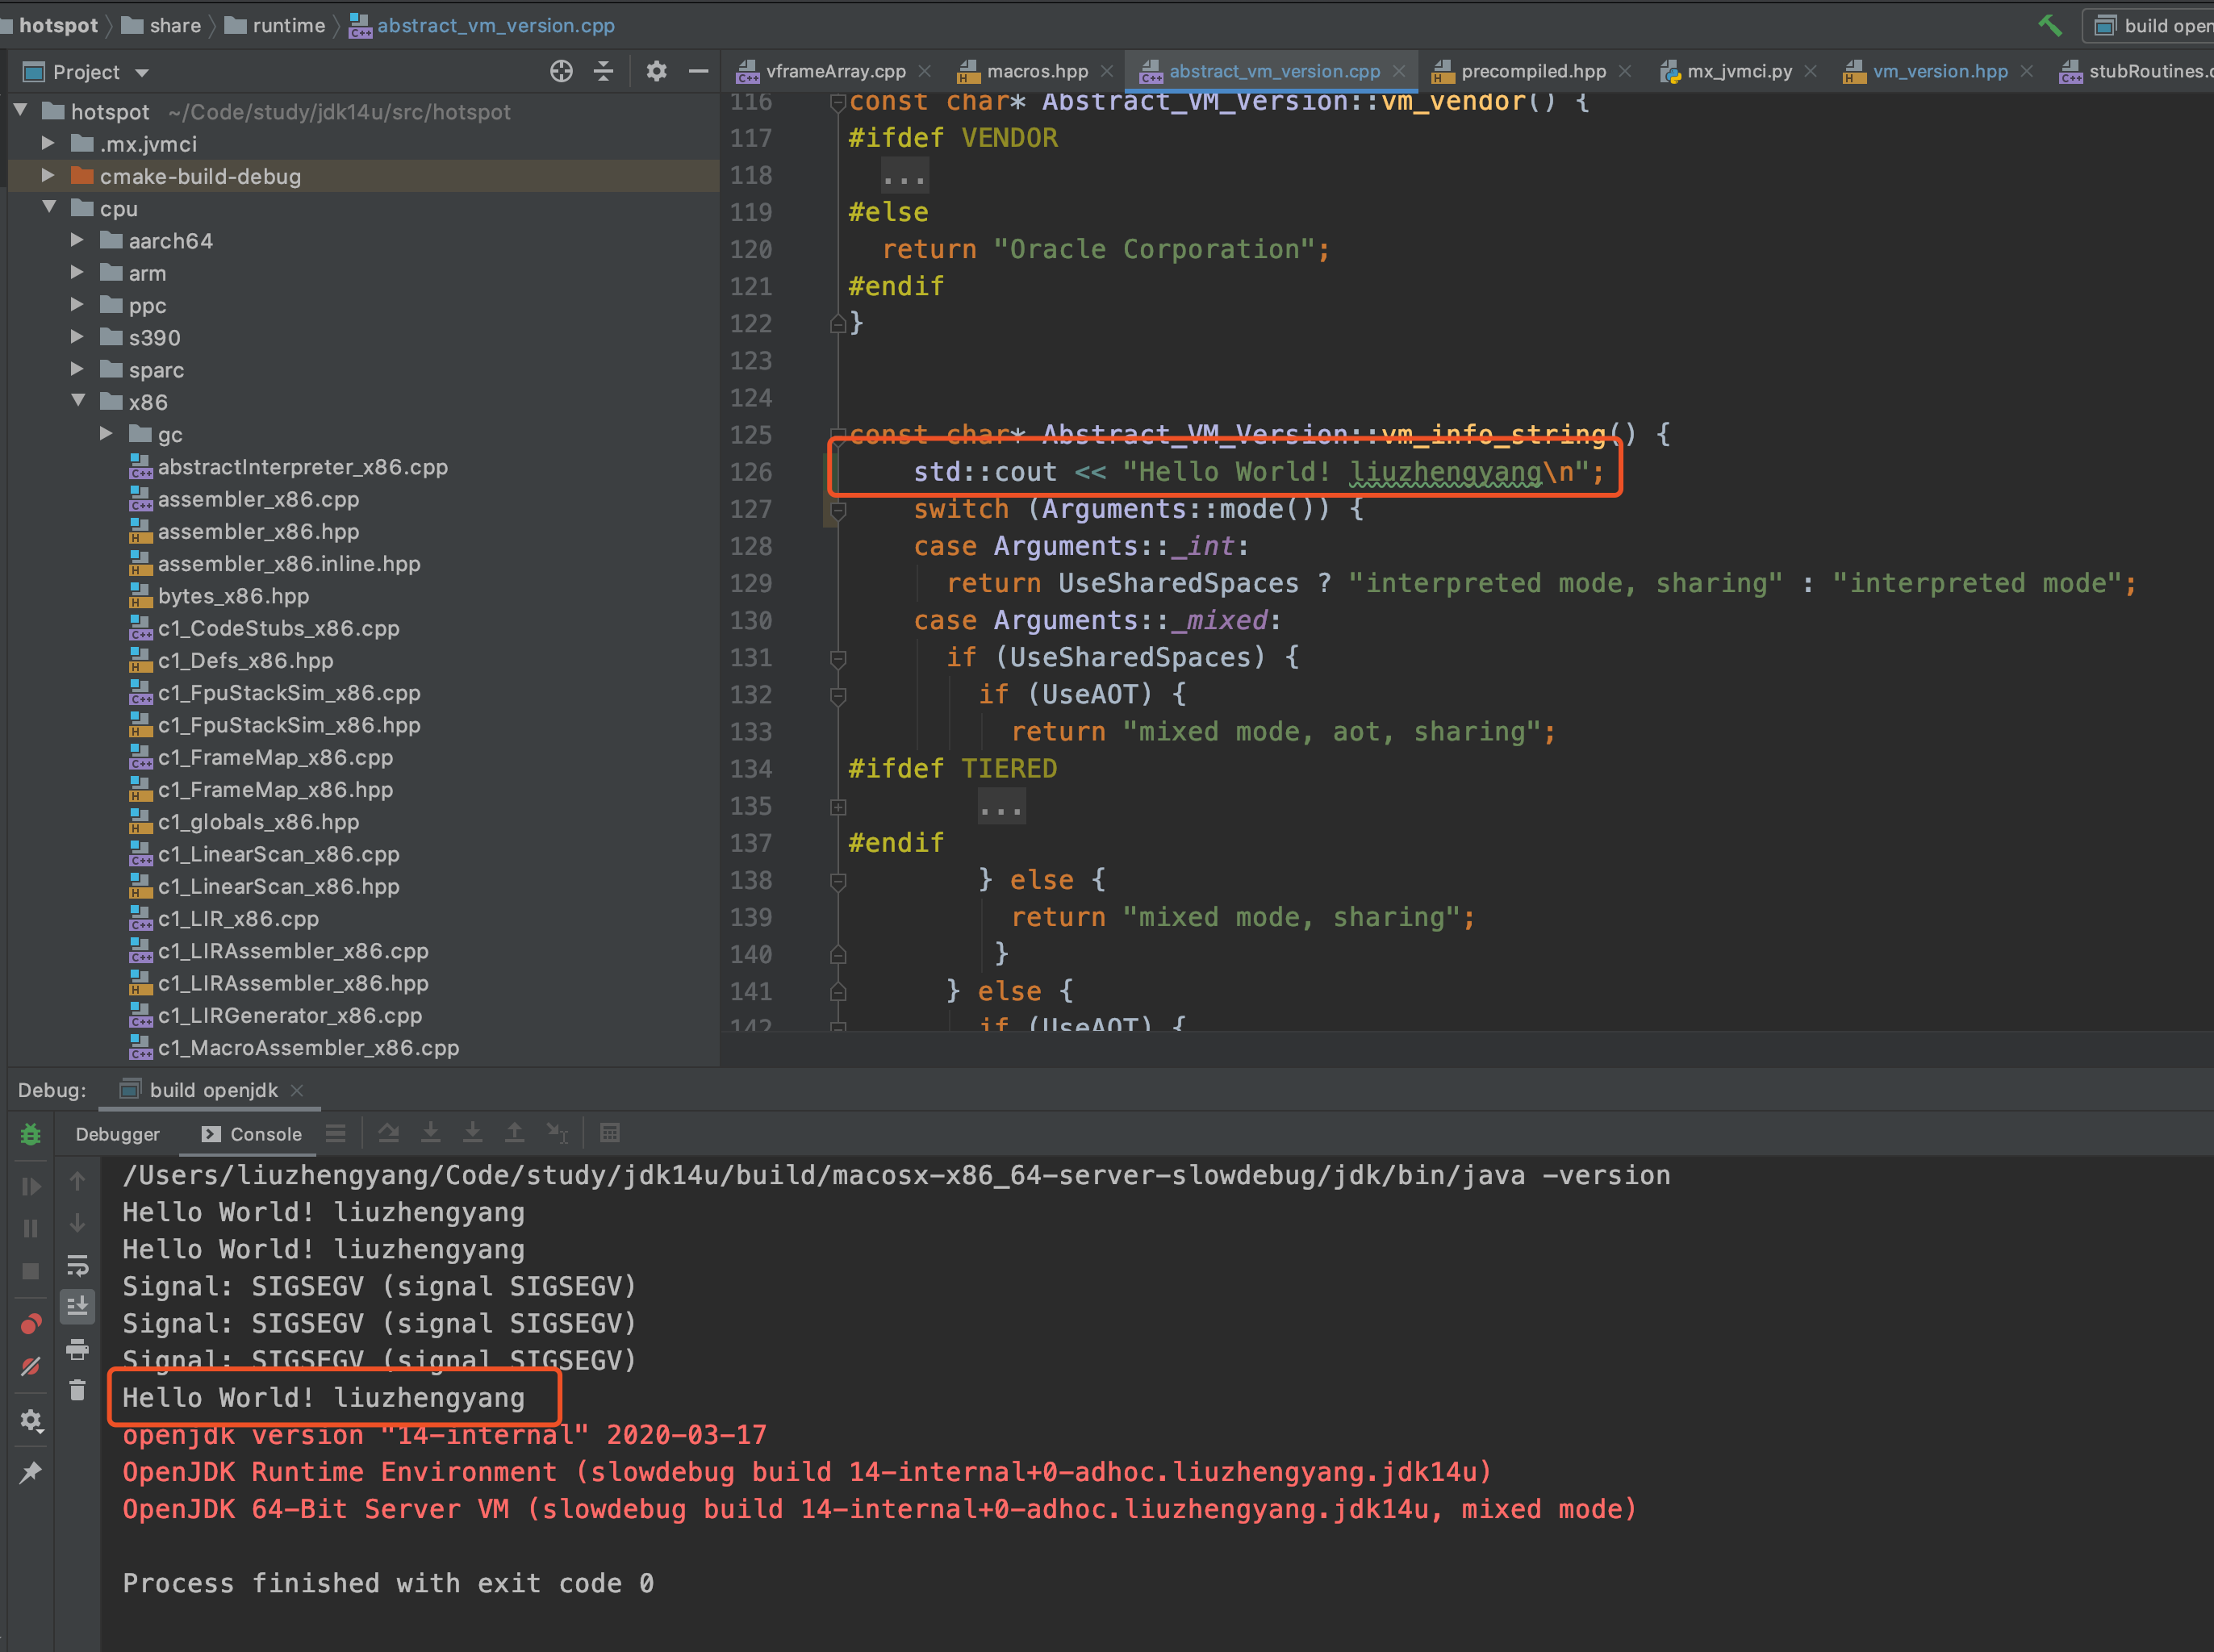 hotspot share runtime abstract_vm_version.cpp build open
Project
vframeArray.cpp macros.hpp abstract_vm_version.cpp precompiled.hpp mx_jvmci.py vm_version.hpp stubRoutines.c
hotspot ~/Code/study/jdk14u/src/hotspot
.mx.jvmci
cmake-build-debug
cpu
aarch64
arm
ppc
s390
sparc
x86
gc
abstractInterpreter_x86.cpp
assembler_x86.cpp
assembler_x86.hpp
assembler_x86.inline.hpp
bytes_x86.hpp
c1_CodeStubs_x86.cpp
c1_Defs_x86.hpp
c1_FpuStackSim_x86.cpp
c1_FpuStackSim_x86.hpp
c1_FrameMap_x86.cpp
c1_FrameMap_x86.hpp
c1_globals_x86.hpp
c1_LinearScan_x86.cpp
c1_LinearScan_x86.hpp
c1_LIR_x86.cpp
c1_LIRAssembler_x86.cpp
c1_LIRAssembler_x86.hpp
c1_LIRGenerator_x86.cpp
c1_MacroAssembler_x86.cpp
116 const char* Abstract_VM_Version::vm_vendor() {
117 #ifdef VENDOR
118 ...
119 #else
120 return "Oracle Corporation";
121 #endif
122 }
123
124
125 const char* Abstract_VM_Version::vm_info_string() {
126 std::cout << "Hello World! liuzhengyang\n";
127 switch (Arguments::mode()) {
128 case Arguments::_int:
129 return UseSharedSpaces ? "interpreted mode, sharing" : "interpreted mode";
130 case Arguments::_mixed:
131 if (UseSharedSpaces) {
132 if (UseAOT) {
133 return "mixed mode, aot, sharing";
134 #ifdef TIERED
135 ...
137 #endif
138 } else {
139 return "mixed mode, sharing";
140 }
141 } else {
142 if (UseAOT) {
Debug: build openjdk
Debugger Console
/Users/liuzhengyang/Code/study/jdk14u/build/macosx-x86_64-server-slowdebug/jdk/bin/java -version
Hello World! liuzhengyang
Hello World! liuzhengyang
Signal: SIGSEGV (signal SIGSEGV)
Signal: SIGSEGV (signal SIGSEGV)
Signal: SIGSEGV (signal SIGSEGV)
Hello World! liuzhengyang
openjdk version "14-internal" 2020-03-17
OpenJDK Runtime Environment (slowdebug build 14-internal+0-adhoc.liuzhengyang.jdk14u)
OpenJDK 64-Bit Server VM (slowdebug build 14-internal+0-adhoc.liuzhengyang.jdk14u, mixed mode)
Process finished with exit code 0